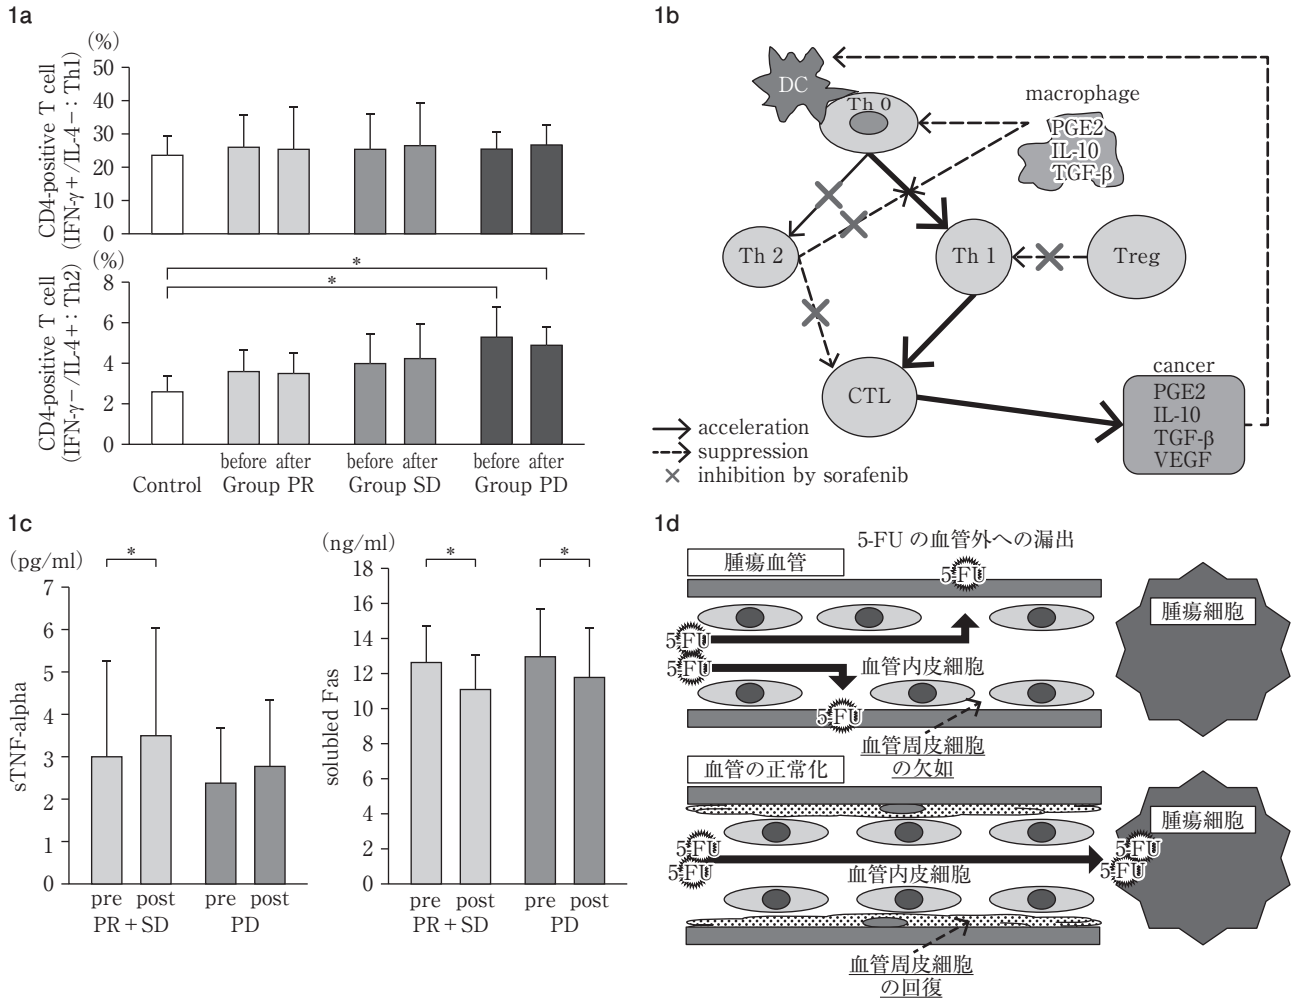 1a
(%)
CD4-positive T cell
(IFN-γ+/IL-4−：Th1)
50
40
30
20
10
0
(%)
CD4-positive T cell
(IFN-γ−/IL-4+：Th2)
8
6
4
2
0
*
*
before after before after before after
Control Group PR Group SD Group PD
1b
DC
Th 0
macrophage
PGE2
IL-10
TGF-β
Th 2
Th 1
Treg
CTL
cancer
PGE2
IL-10
TGF-β
VEGF
acceleration
suppression
inhibition by sorafenib
1c
(pg/ml)
sTNF-alpha
7
6
5
4
3
2
1
0
*
pre post pre post
PR+SD PD
(ng/ml)
solubled Fas
18
16
14
12
10
8
6
4
2
0
*
*
pre post pre post
PR+SD PD
1d
5-FU の血管外への漏出
腫瘍血管
5-FU
腫瘍細胞
5-FU
5-FU
血管内皮細胞
5-FU
血管周皮細胞
の欠如
血管の正常化
腫瘍細胞
5-FU
5-FU
5-FU
5-FU
血管内皮細胞
血管周皮細胞
の回復